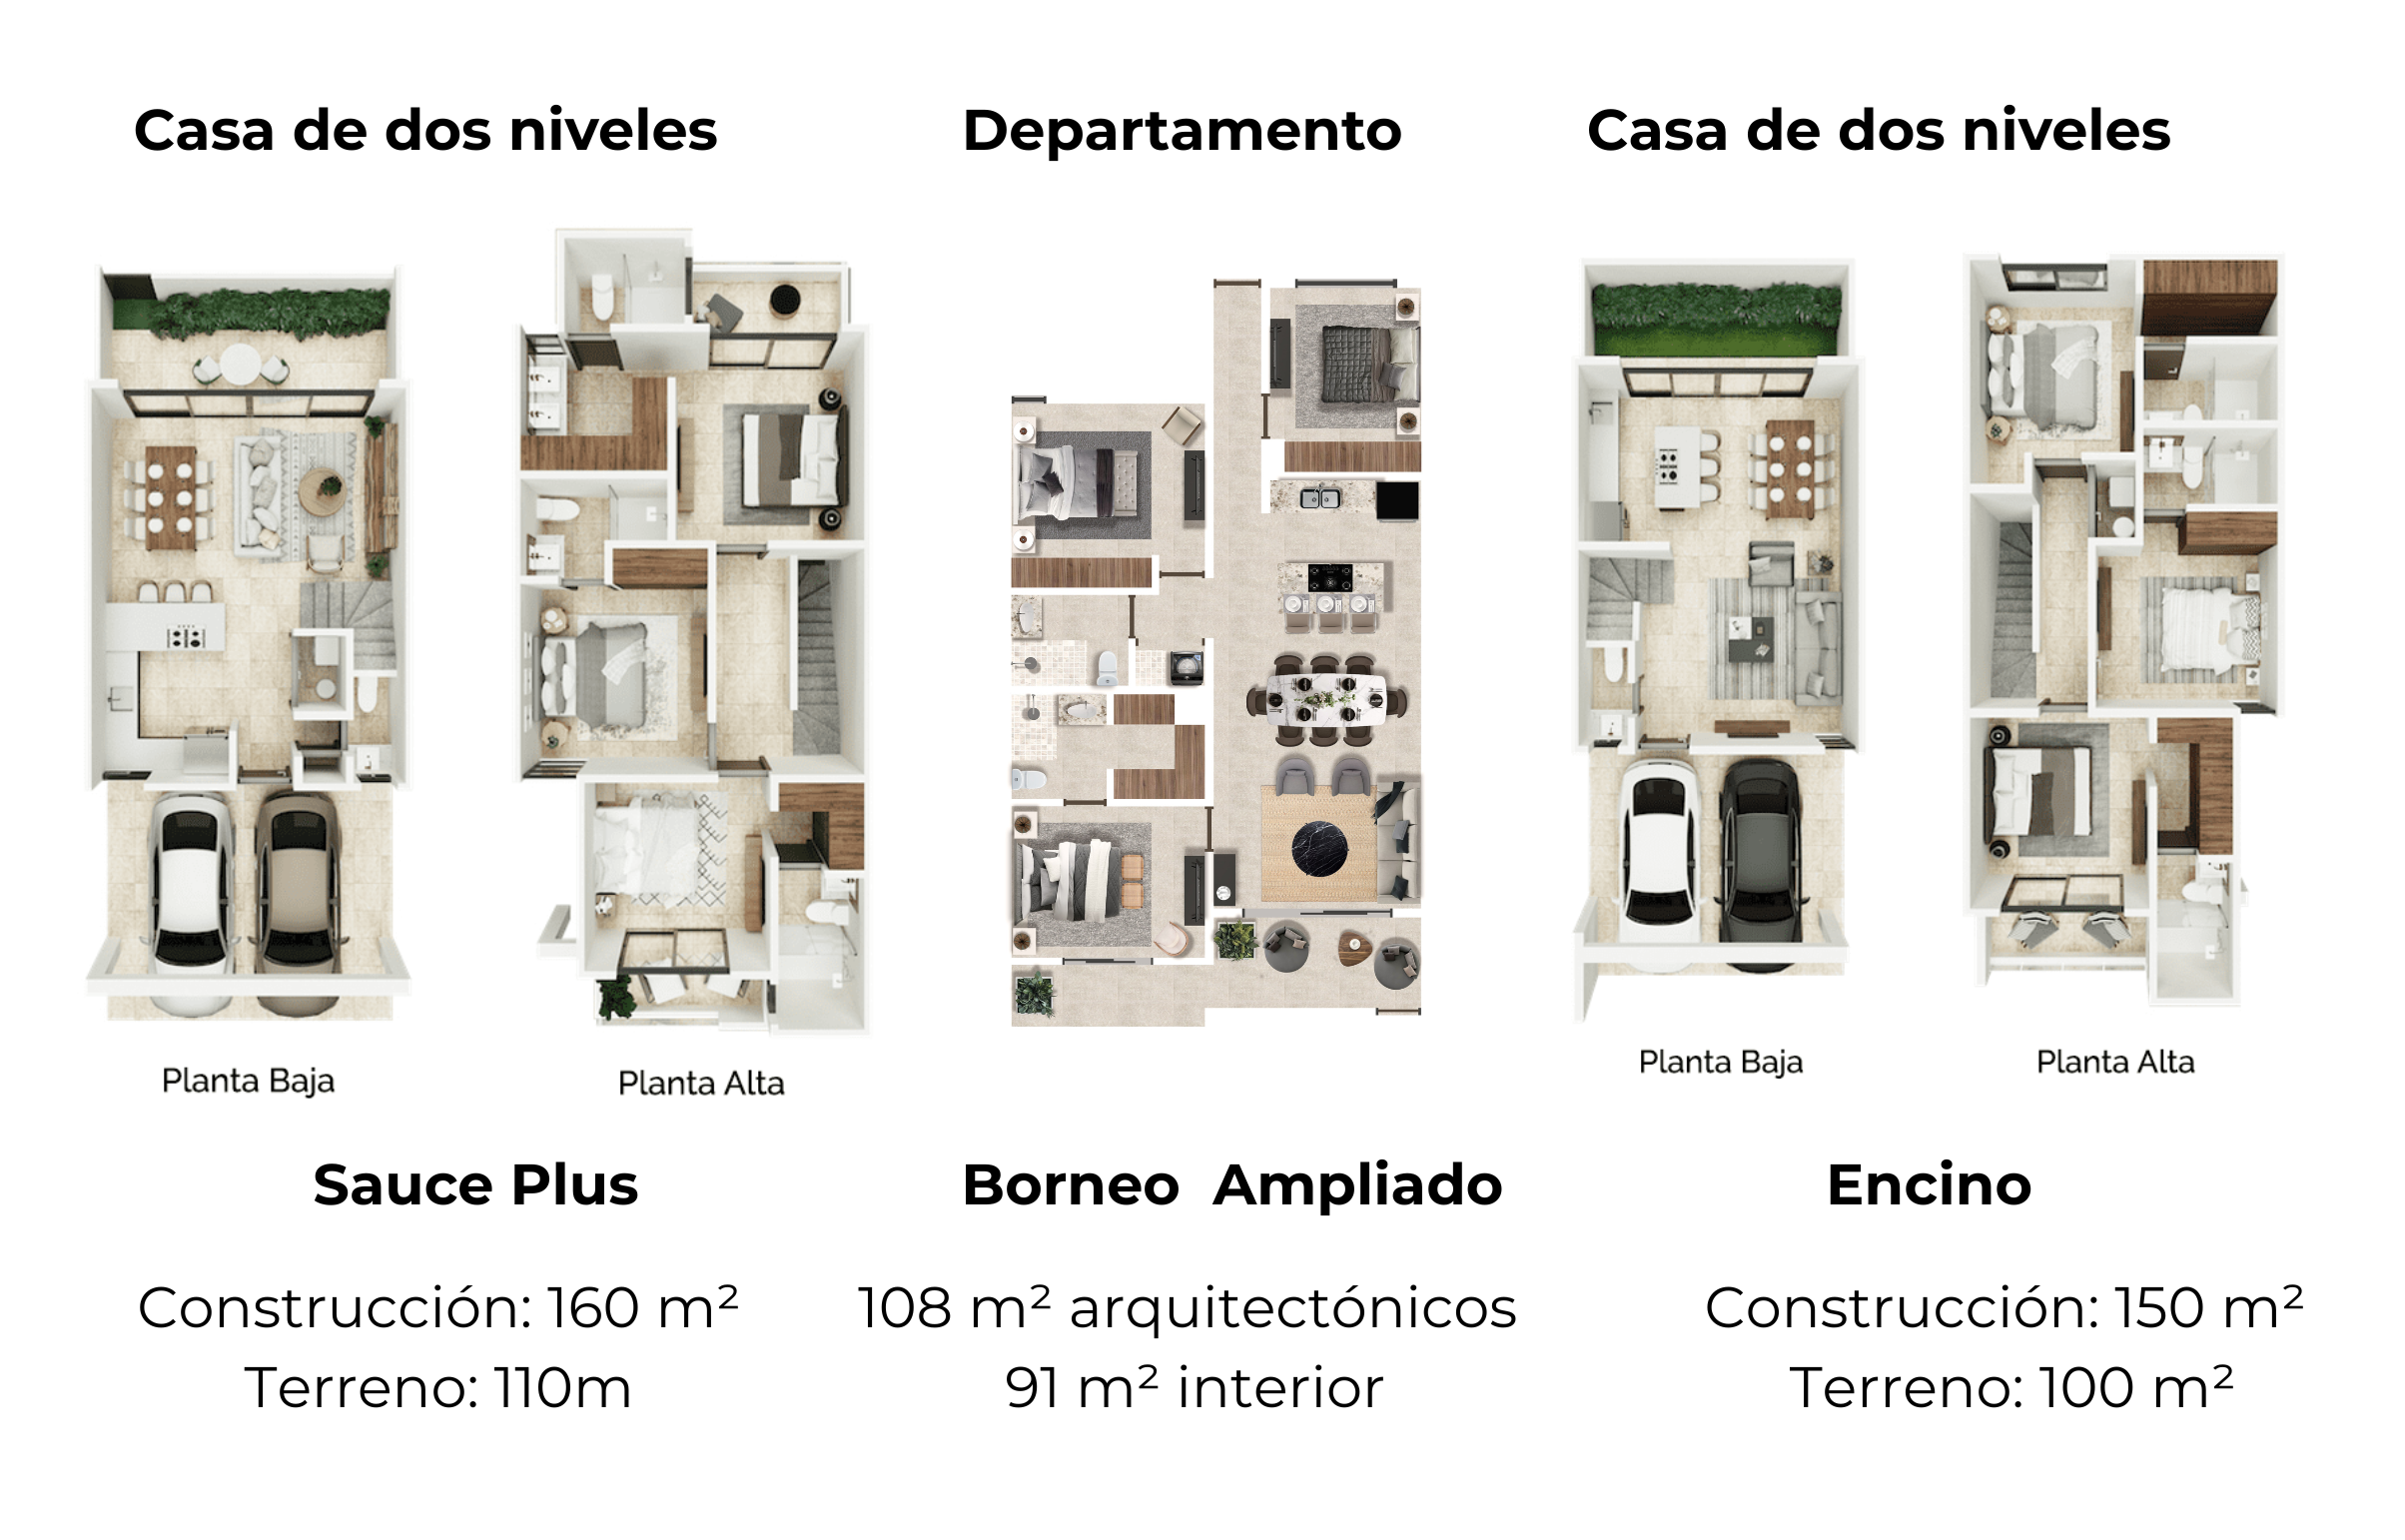 Casa de dos niveles
Departamento
Casa de dos niveles
Planta Baja
Planta Alta
Planta Baja
Planta Alta
Sauce Plus
Borneo  Ampliado
Encino
Construcción: 160 m²
Terreno: 110m
108 m² arquitectónicos
91 m² interior
Construcción: 150 m²
Terreno: 100 m²